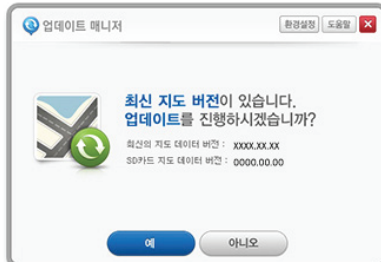 업데이트 매니저
환경설정 도움말
최신 지도 버전이 있습니다.
업데이트를 진행하시겠습니까?
최신의 지도 데이터 버전 : XXXX.XX.XX
SD카드 지도 데이터 버전 : 0000.00.00
예 아니오